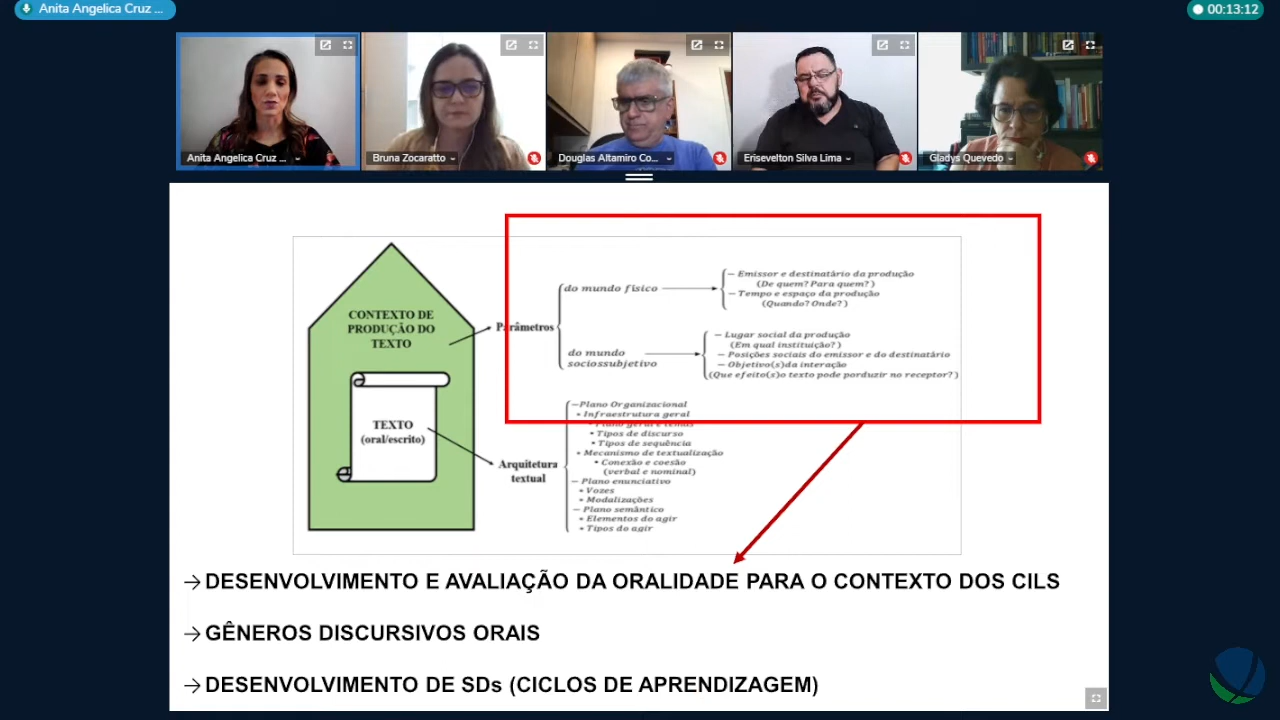 Anita Angelica Cruz ...
00:13:12
Anita Angelica Cruz ...
Bruna Zocaratto
Douglas Altamiro Co...
Erisevelton Silva Lima
Gladys Quevedo
CONTEXTO DE
PRODUÇÃO DO
TEXTO
TEXTO
(oral/escrito)
Parâmetros
do mundo físico
– Emissor e destinatário da produção
(De quem? Para quem?)
– Tempo e espaço da produção
(Quando? Onde?)
do mundo
sociossubjetivo
– Lugar social da produção
(Em qual instituição?)
– Posições sociais do emissor e do destinatário
– Objetivo(s)da interação
(Que efeito(s)o texto pode porduzir no receptor?)
Arquitetura
textual
–Plano Organizacional
• Infraestrutura geral
• Plano geral e temas
• Tipos de discurso
• Tipos de sequência
• Mecanismo de textualização
• Conexão e coesão
(verbal e nominal)
– Plano enunciativo
• Vozes
• Modalizações
– Plano semântico
• Elementos do agir
• Tipos do agir
→DESENVOLVIMENTO E AVALIAÇÃO DA ORALIDADE PARA O CONTEXTO DOS CILS
→GÊNEROS DISCURSIVOS ORAIS
→DESENVOLVIMENTO DE SDs (CICLOS DE APRENDIZAGEM)